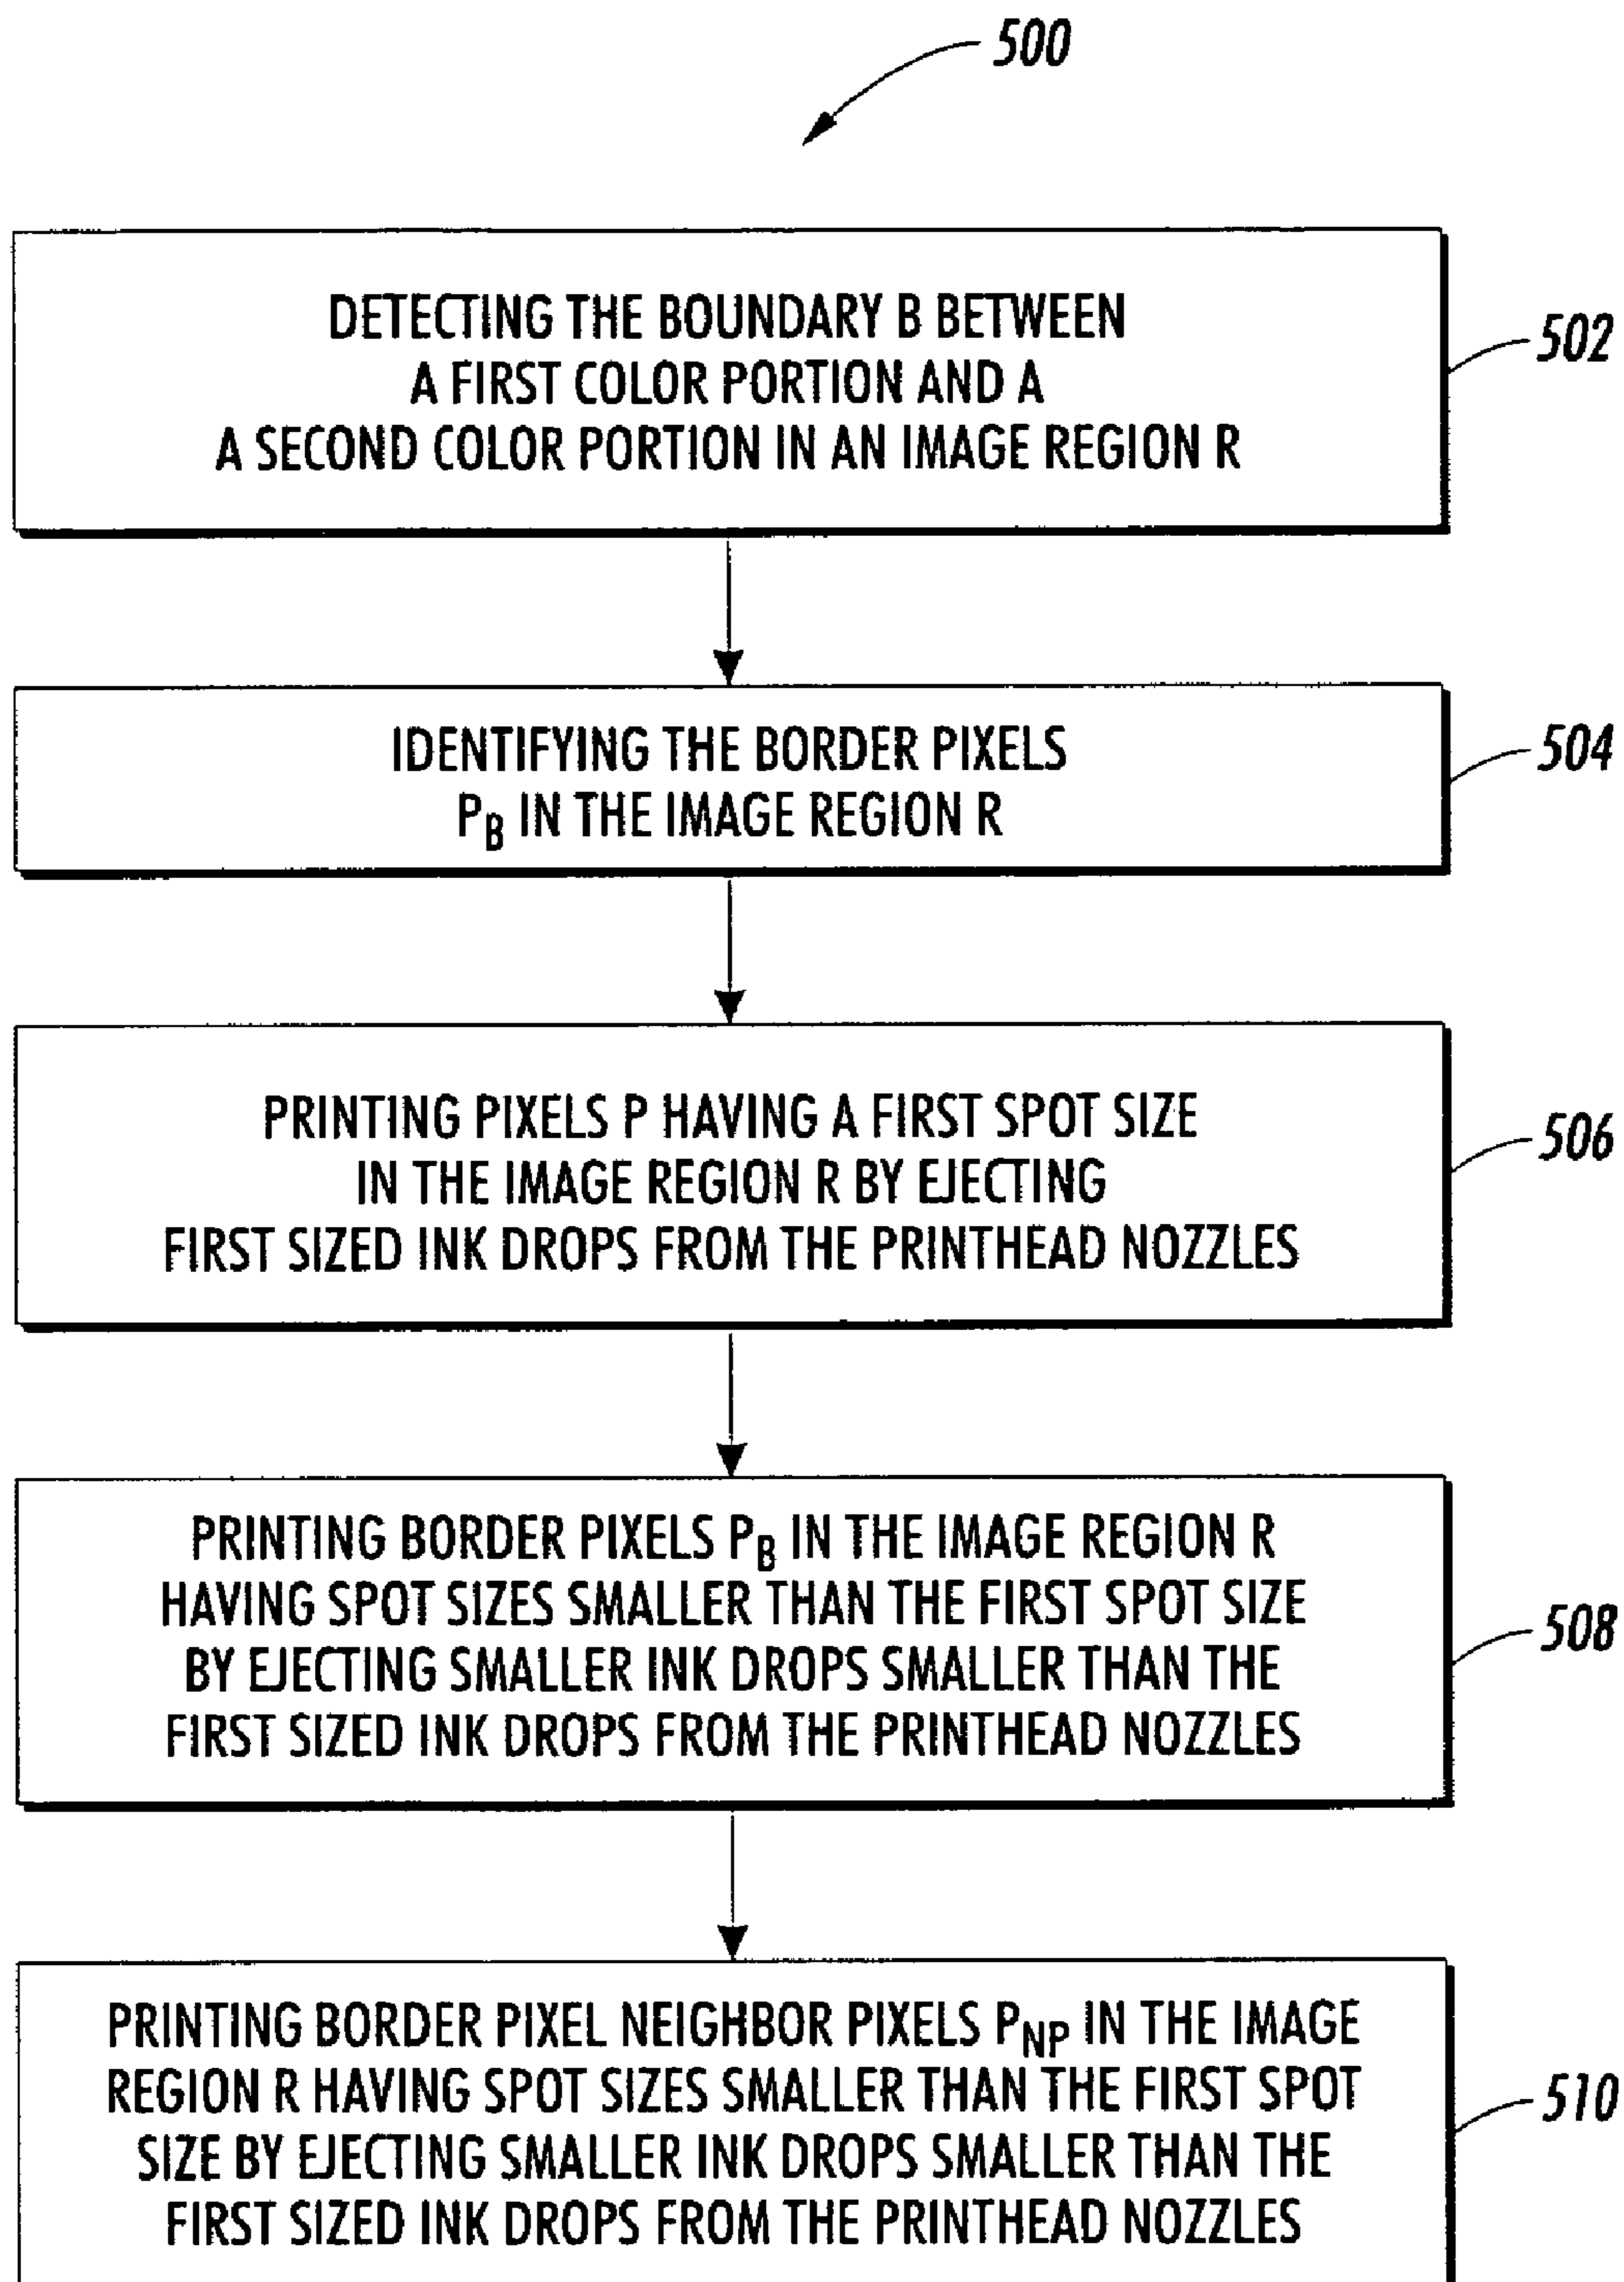 500
DETECTING THE BOUNDARY B BETWEEN
A FIRST COLOR PORTION AND A
A SECOND COLOR PORTION IN AN IMAGE REGION R
502
IDENTIFYING THE BORDER PIXELS
PB IN THE IMAGE REGION R
504
PRINTING PIXELS P HAVING A FIRST SPOT SIZE
IN THE IMAGE REGION R BY EJECTING
FIRST SIZED INK DROPS FROM THE PRINTHEAD NOZZLES
506
PRINTING BORDER PIXELS PB IN THE IMAGE REGION R
HAVING SPOT SIZES SMALLER THAN THE FIRST SPOT SIZE
BY EJECTING SMALLER INK DROPS SMALLER THAN THE
FIRST SIZED INK DROPS FROM THE PRINTHEAD NOZZLES
508
PRINTING BORDER PIXEL NEIGHBOR PIXELS PNP IN THE IMAGE
REGION R HAVING SPOT SIZES SMALLER THAN THE FIRST SPOT
SIZE BY EJECTING SMALLER INK DROPS SMALLER THAN THE
FIRST SIZED INK DROPS FROM THE PRINTHEAD NOZZLES
510